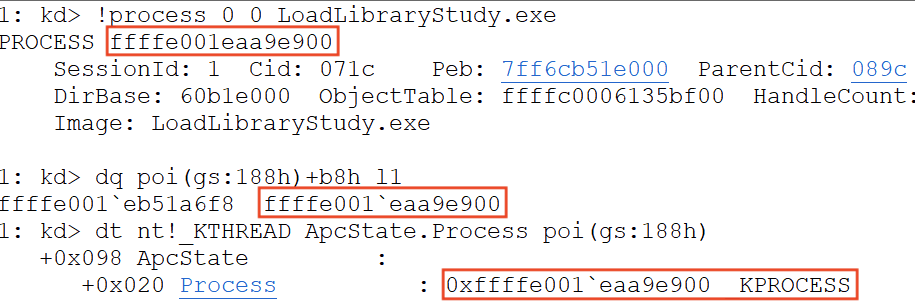 1: kd> !process 0 0 LoadLibraryStudy.exe
PROCESS ffffe001eaa9e900
    SessionId: 1  Cid: 071c    Peb: 7ff6cb51e000  ParentCid: 089c
    DirBase: 60b1e000  ObjectTable: ffffc0006135bf00  HandleCount:
    Image: LoadLibraryStudy.exe
1: kd> dq poi(gs:188h)+b8h l1
ffffe001`eb51a6f8  ffffe001`eaa9e900
1: kd> dt nt!_KTHREAD ApcState.Process poi(gs:188h)
   +0x098 ApcState         :
      +0x020 Process          : 0xffffe001`eaa9e900  KPROCESS